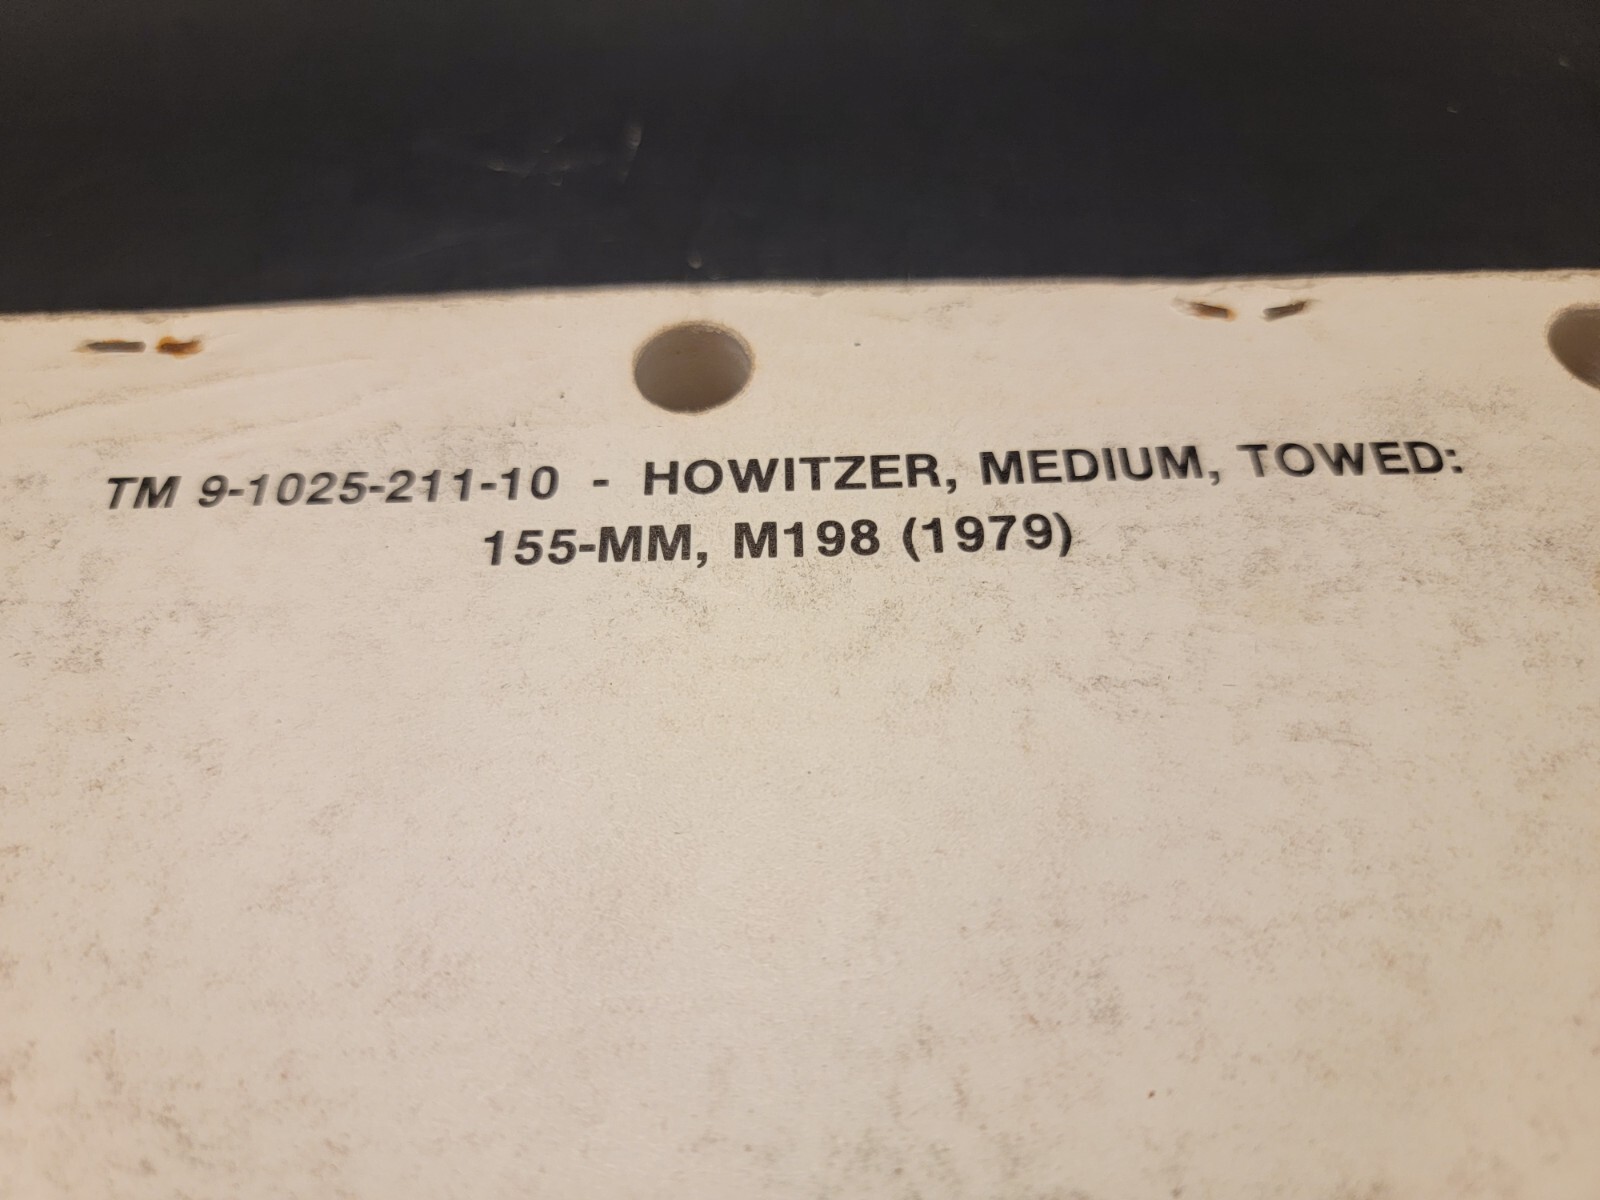 TM 9-1025-211-10 - HOWITZER, MEDIUM, TOWED:
155-MM, M198 (1979)